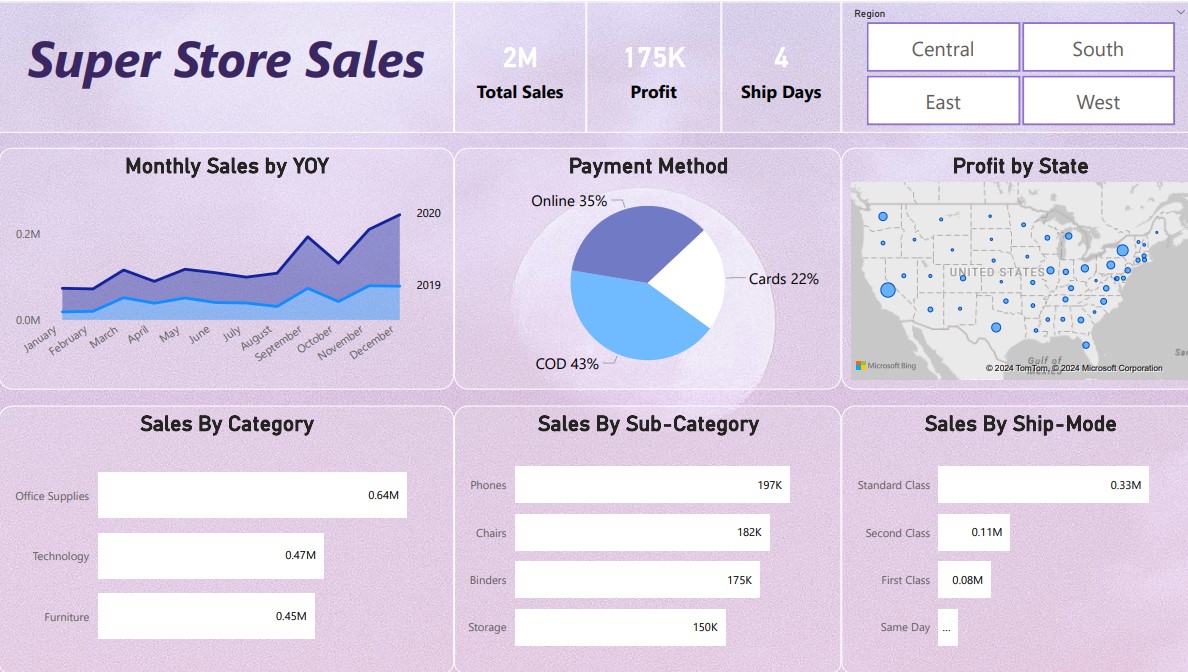 Super Store Sales
2M
Total Sales
175K
Profit
4
Ship Days
Region
Central
South
East
West
Monthly Sales by YOY
0.2M
0.0M
2020
2019
January
February
March
April
May
June
July
August
September
October
November
December
Payment Method
Online 35%
Cards 22%
COD 43%
Profit by State
UNITED STATES
Gulf of
Mexico
Microsoft Bing
© 2024 TomTom, © 2024 Microsoft Corporation
Sales By Category
Office Supplies
0.64M
Technology
0.47M
Furniture
0.45M
Sales By Sub-Category
Phones
197K
Chairs
182K
Binders
175K
Storage
150K
Sales By Ship-Mode
Standard Class
0.33M
Second Class
0.11M
First Class
0.08M
Same Day
...